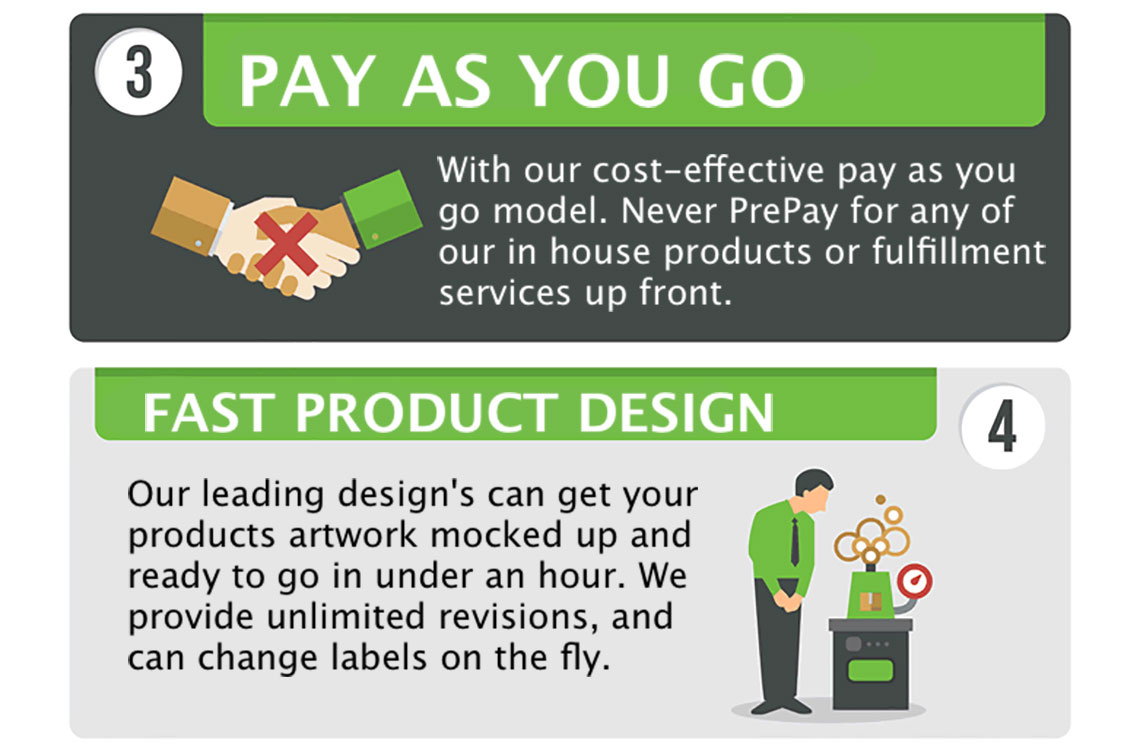 3
PAY AS YOU GO
With our cost-effective pay as you
go model. Never PrePay for any of
our in house products or fulfillment
services up front.
FAST PRODUCT DESIGN
4
Our leading design's can get your
products artwork mocked up and
ready to go in under an hour. We
provide unlimited revisions, and
can change labels on the fly.